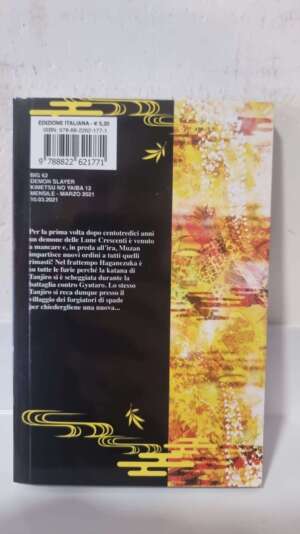 EDIZIONE ITALIANA - € 5,20
ISBN: 978-88-2262-177-1
9 788822 621771
BIG 63
DEMON SLAYER
KIMETSU NO YAIBA 12
MENSILE - MARZO 2021
10.03.2021
Per la prima volta dopo centotredici anni
un demone delle Lune Crescenti è venuto
a mancare e, in preda all'ira, Muzan
impartisce nuovi ordini a tutti quelli
rimasti! Nel frattempo Haganezuka è
su tutte le furie perché la katana di
Tanjiro si è scheggiata durante la
battaglia contro Gyutaro. Lo stesso
Tanjiro si reca dunque presso il
villaggio dei forgiatori di spade
per chiedergliene una nuova...